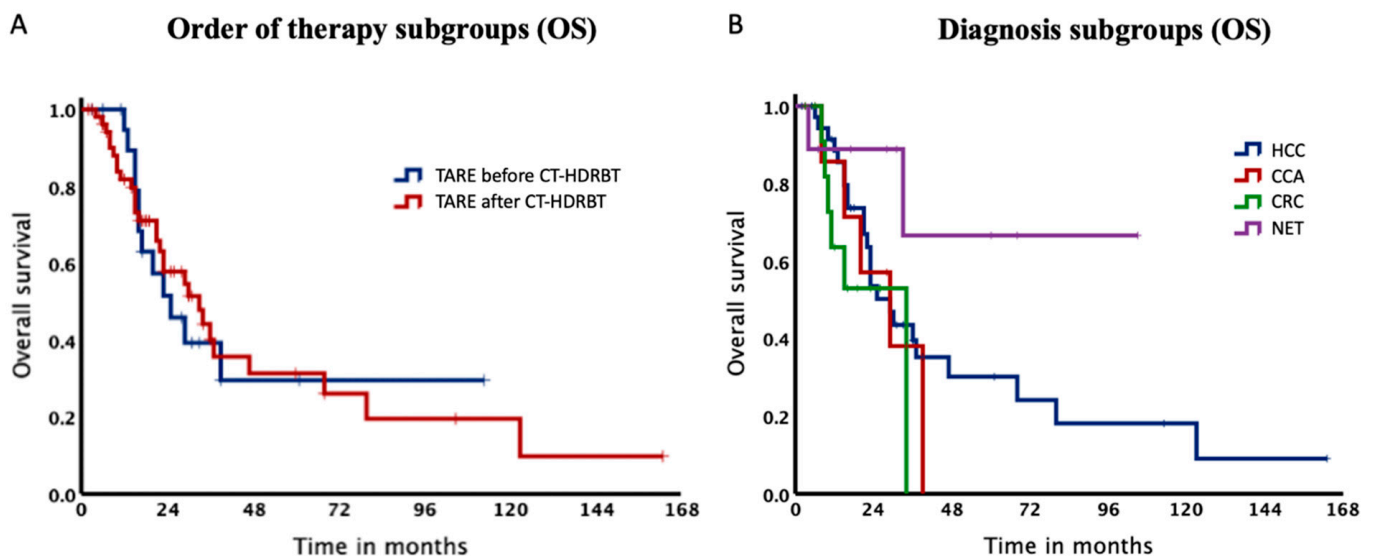 A
Order of therapy subgroups (OS)
1.0
0.8
0.6
0.4
0.2
0.0
Overall survival
TARE before CT-HDRBT
TARE after CT-HDRBT
0 24 48 72 96 120 144 168
Time in months
B
Diagnosis subgroups (OS)
1.0
0.8
0.6
0.4
0.2
0.0
Overall survival
HCC
CCA
CRC
NET
0 24 48 72 96 120 144 168
Time in months